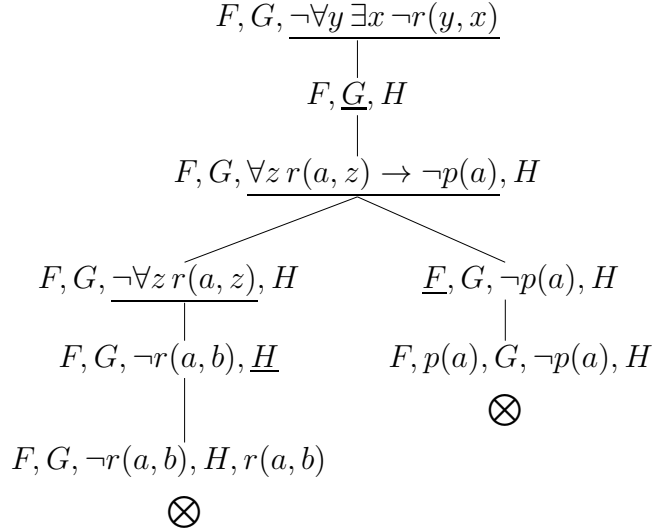 F, G, ¬∀y ∃x ¬r(y, x)
F, G, H
F, G, ∀z r(a, z) → ¬p(a), H
F, G, ¬∀z r(a, z), H
F, G, ¬p(a), H
F, G, ¬r(a, b), H
F, p(a), G, ¬p(a), H
⊗
F, G, ¬r(a, b), H, r(a, b)
⊗